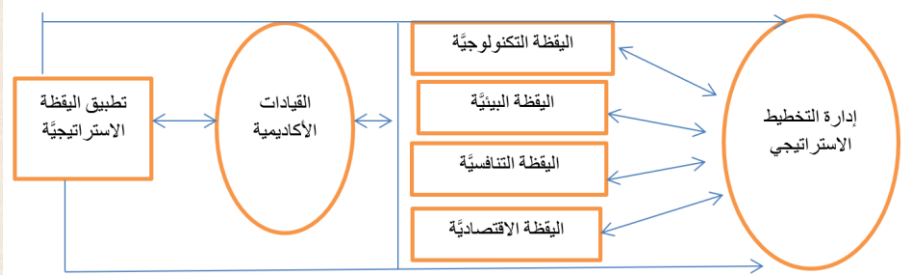 اليقظة التكنولوجيَّة
اليقظة البيئيَّة
اليقظة التنافسيَّة
اليقظة الاقتصاديَّة
إدارة التخطيط
الاستراتيجي
القيادات
الأكاديمية
تطبيق اليقظة
الاستراتيجيَّة